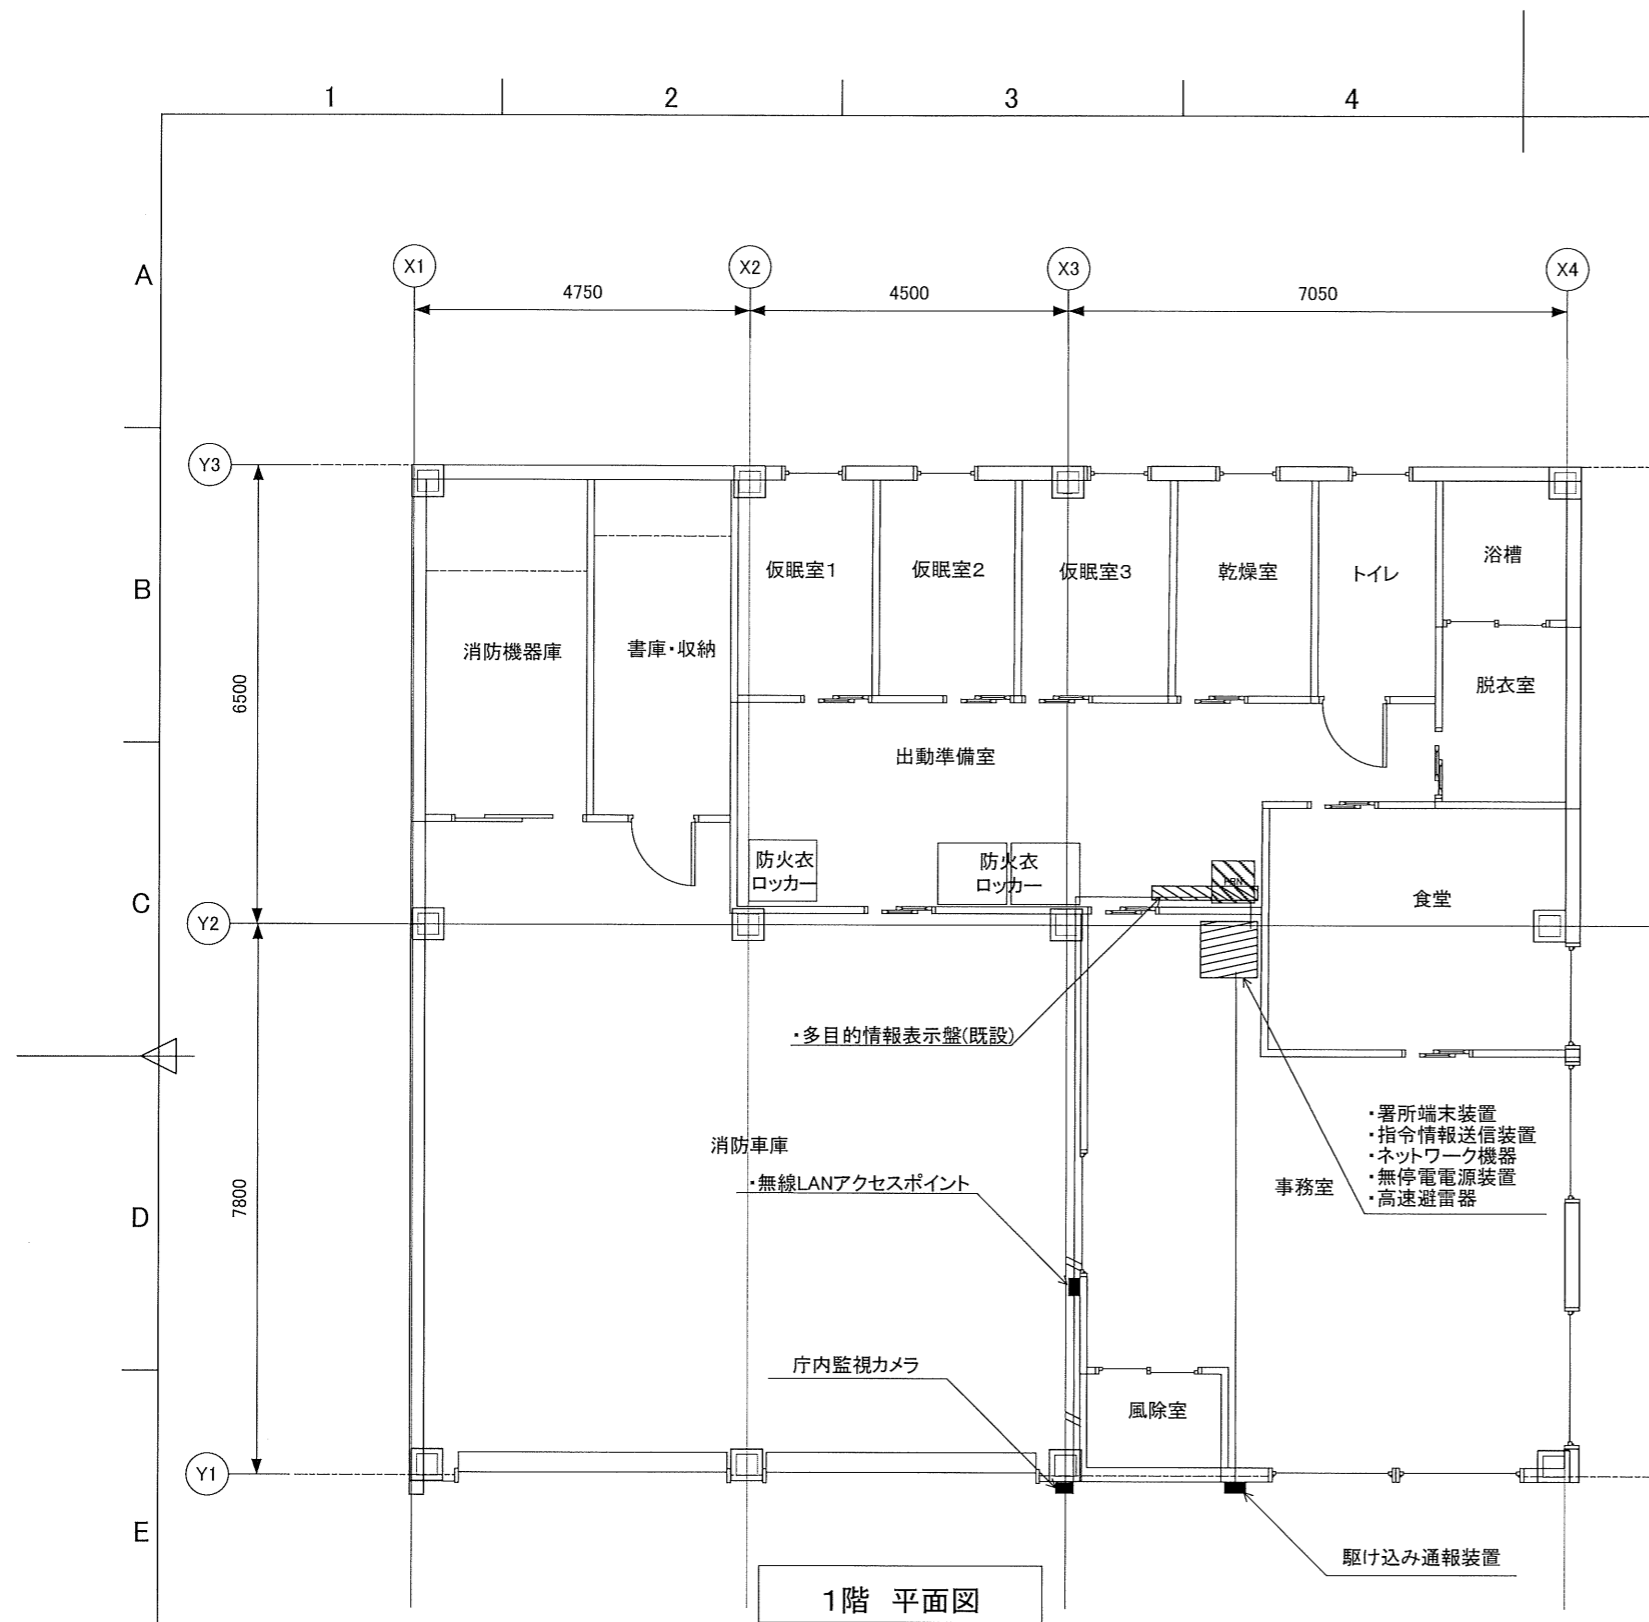 1
2
3
4
A
X1
X2
X3
X4
4750
4500
7050
Y3
B
仮眠室1
仮眠室2
仮眠室3
乾燥室
トイレ
浴槽
消防機器庫
書庫・収納
脱衣室
6500
出動準備室
防火衣
ロッカー
防火衣
ロッカー
C
食堂
Y2
・多目的情報表示盤(既設)
・署所端末装置
・指令情報送信装置
・ネットワーク機器
・無停電電源装置
・高速避雷器
消防車庫
・無線LANアクセスポイント
事務室
7800
D
庁内監視カメラ
風除室
Y1
E
駆け込み通報装置
1階 平面図